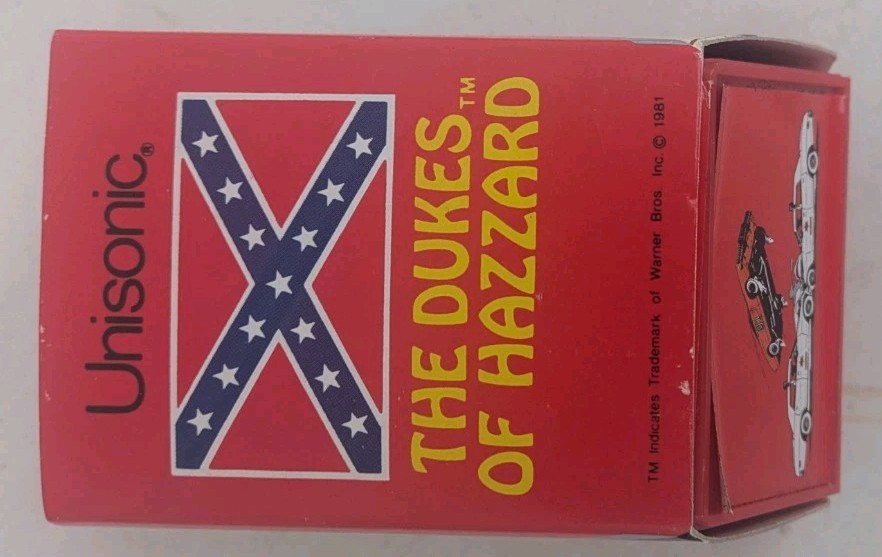 Unisonic®
THE DUKES™
OF HAZZARD
TM Indicates Trademark of Warner Bros. Inc. © 1981